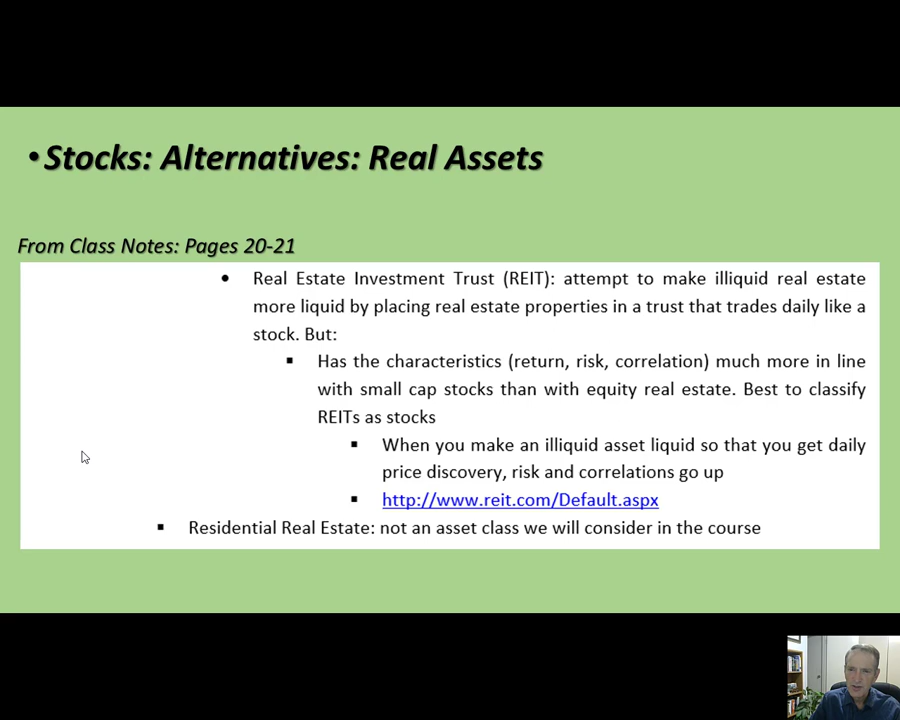 •Stocks: Alternatives: Real Assets
From Class Notes: Pages 20-21
• Real Estate Investment Trust (REIT): attempt to make illiquid real estate
more liquid by placing real estate properties in a trust that trades daily like a
stock. But:
▪ Has the characteristics (return, risk, correlation) much more in line
with small cap stocks than with equity real estate. Best to classify
REITs as stocks
▪ When you make an illiquid asset liquid so that you get daily
price discovery, risk and correlations go up
▪ http://www.reit.com/Default.aspx
▪ Residential Real Estate: not an asset class we will consider in the course